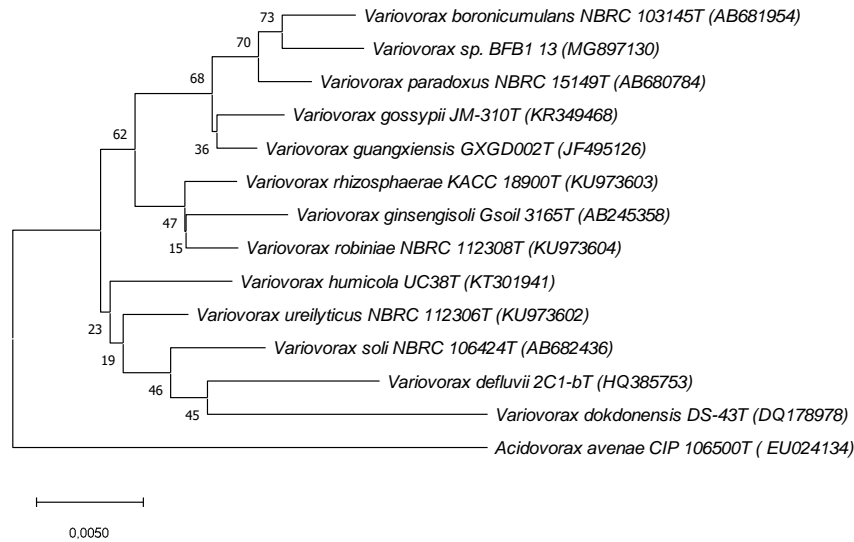 73
Variovorax boronicumulans NBRC 103145T (AB681954)
70
Variovorax sp. BFB1 13 (MG897130)
68
Variovorax paradoxus NBRC 15149T (AB680784)
Variovorax gossypii JM-310T (KR349468)
62
36
Variovorax guangxiensis GXGD002T (JF495126)
Variovorax rhizosphaerae KACC 18900T (KU973603)
47
Variovorax ginsengisoli Gsoil 3165T (AB245358)
15
Variovorax robiniae NBRC 112308T (KU973604)
Variovorax humicola UC38T (KT301941)
23
Variovorax ureilyticus NBRC 112306T (KU973602)
19
Variovorax soli NBRC 106424T (AB682436)
46
Variovorax defluvii 2C1-bT (HQ385753)
45
Variovorax dokdonensis DS-43T (DQ178978)
Acidovorax avenae CIP 106500T ( EU024134)
0,0050